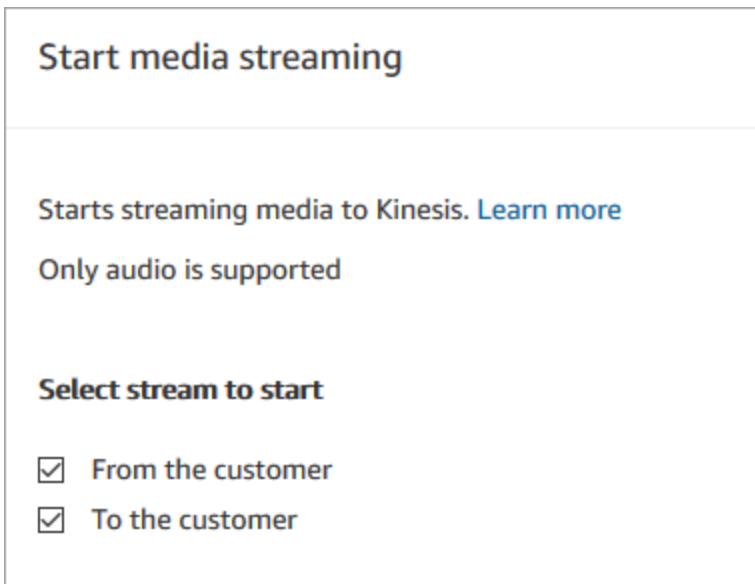 Start media streaming
Starts streaming media to Kinesis. Learn more
Only audio is supported
Select stream to start
From the customer
To the customer